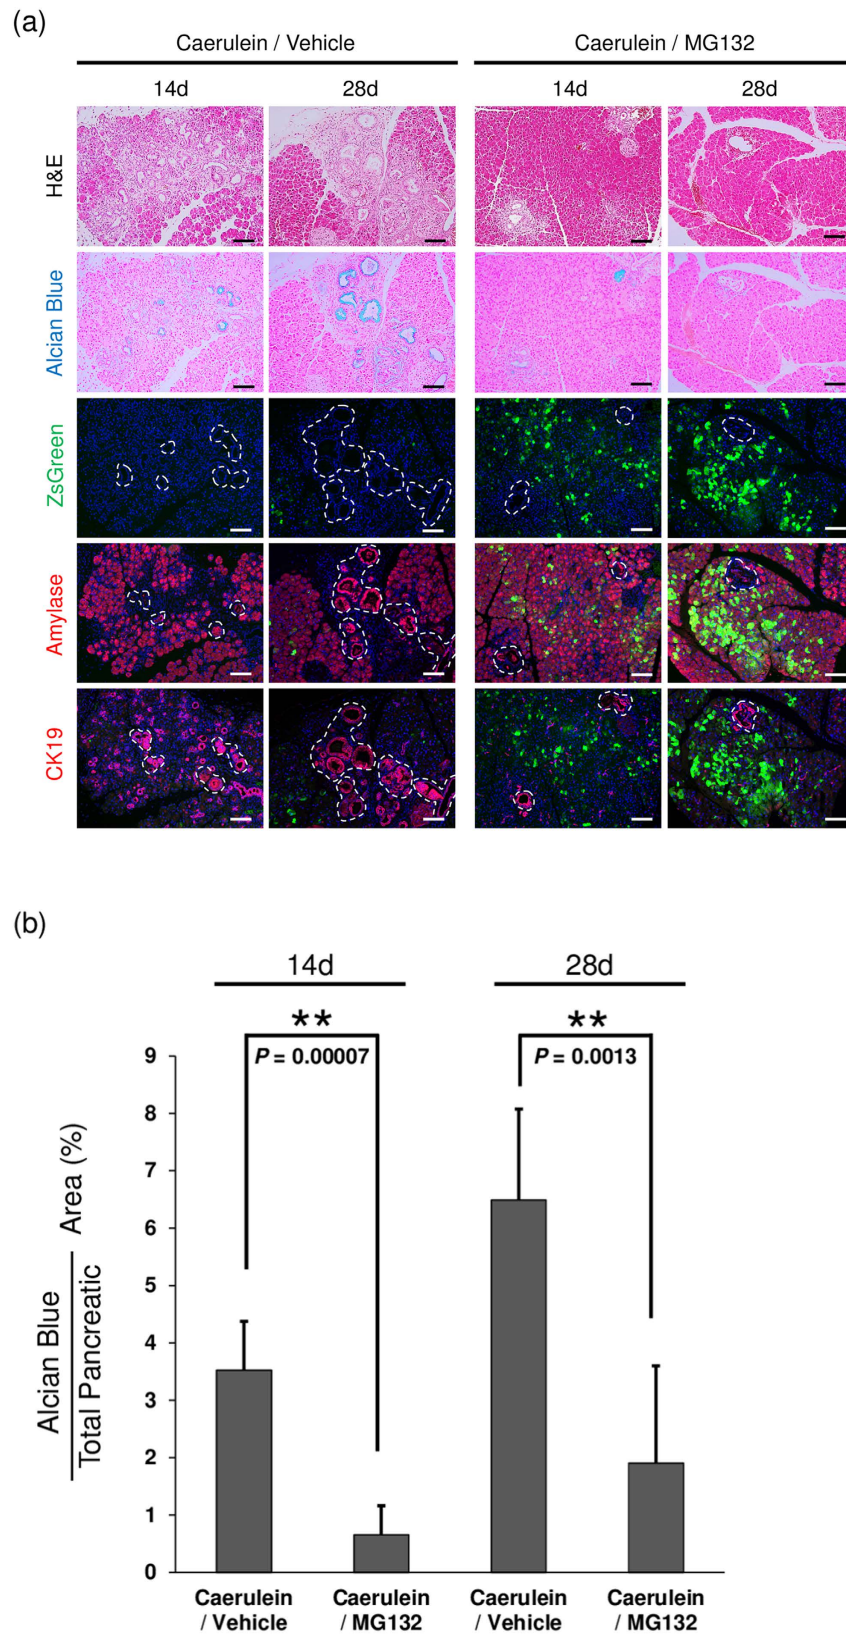 (a)
Caerulein / Vehicle
Caerulein / MG132
14d
28d
14d
28d
H&E
Alcian Blue
ZsGreen
Amylase
CK19
(b)
14d
28d
**
**
P = 0.00007
P = 0.0013
Alcian Blue
Total Pancreatic
Area (%)
9
8
7
6
5
4
3
2
1
0
Caerulein
/ Vehicle
Caerulein
/ MG132
Caerulein
/ Vehicle
Caerulein
/ MG132